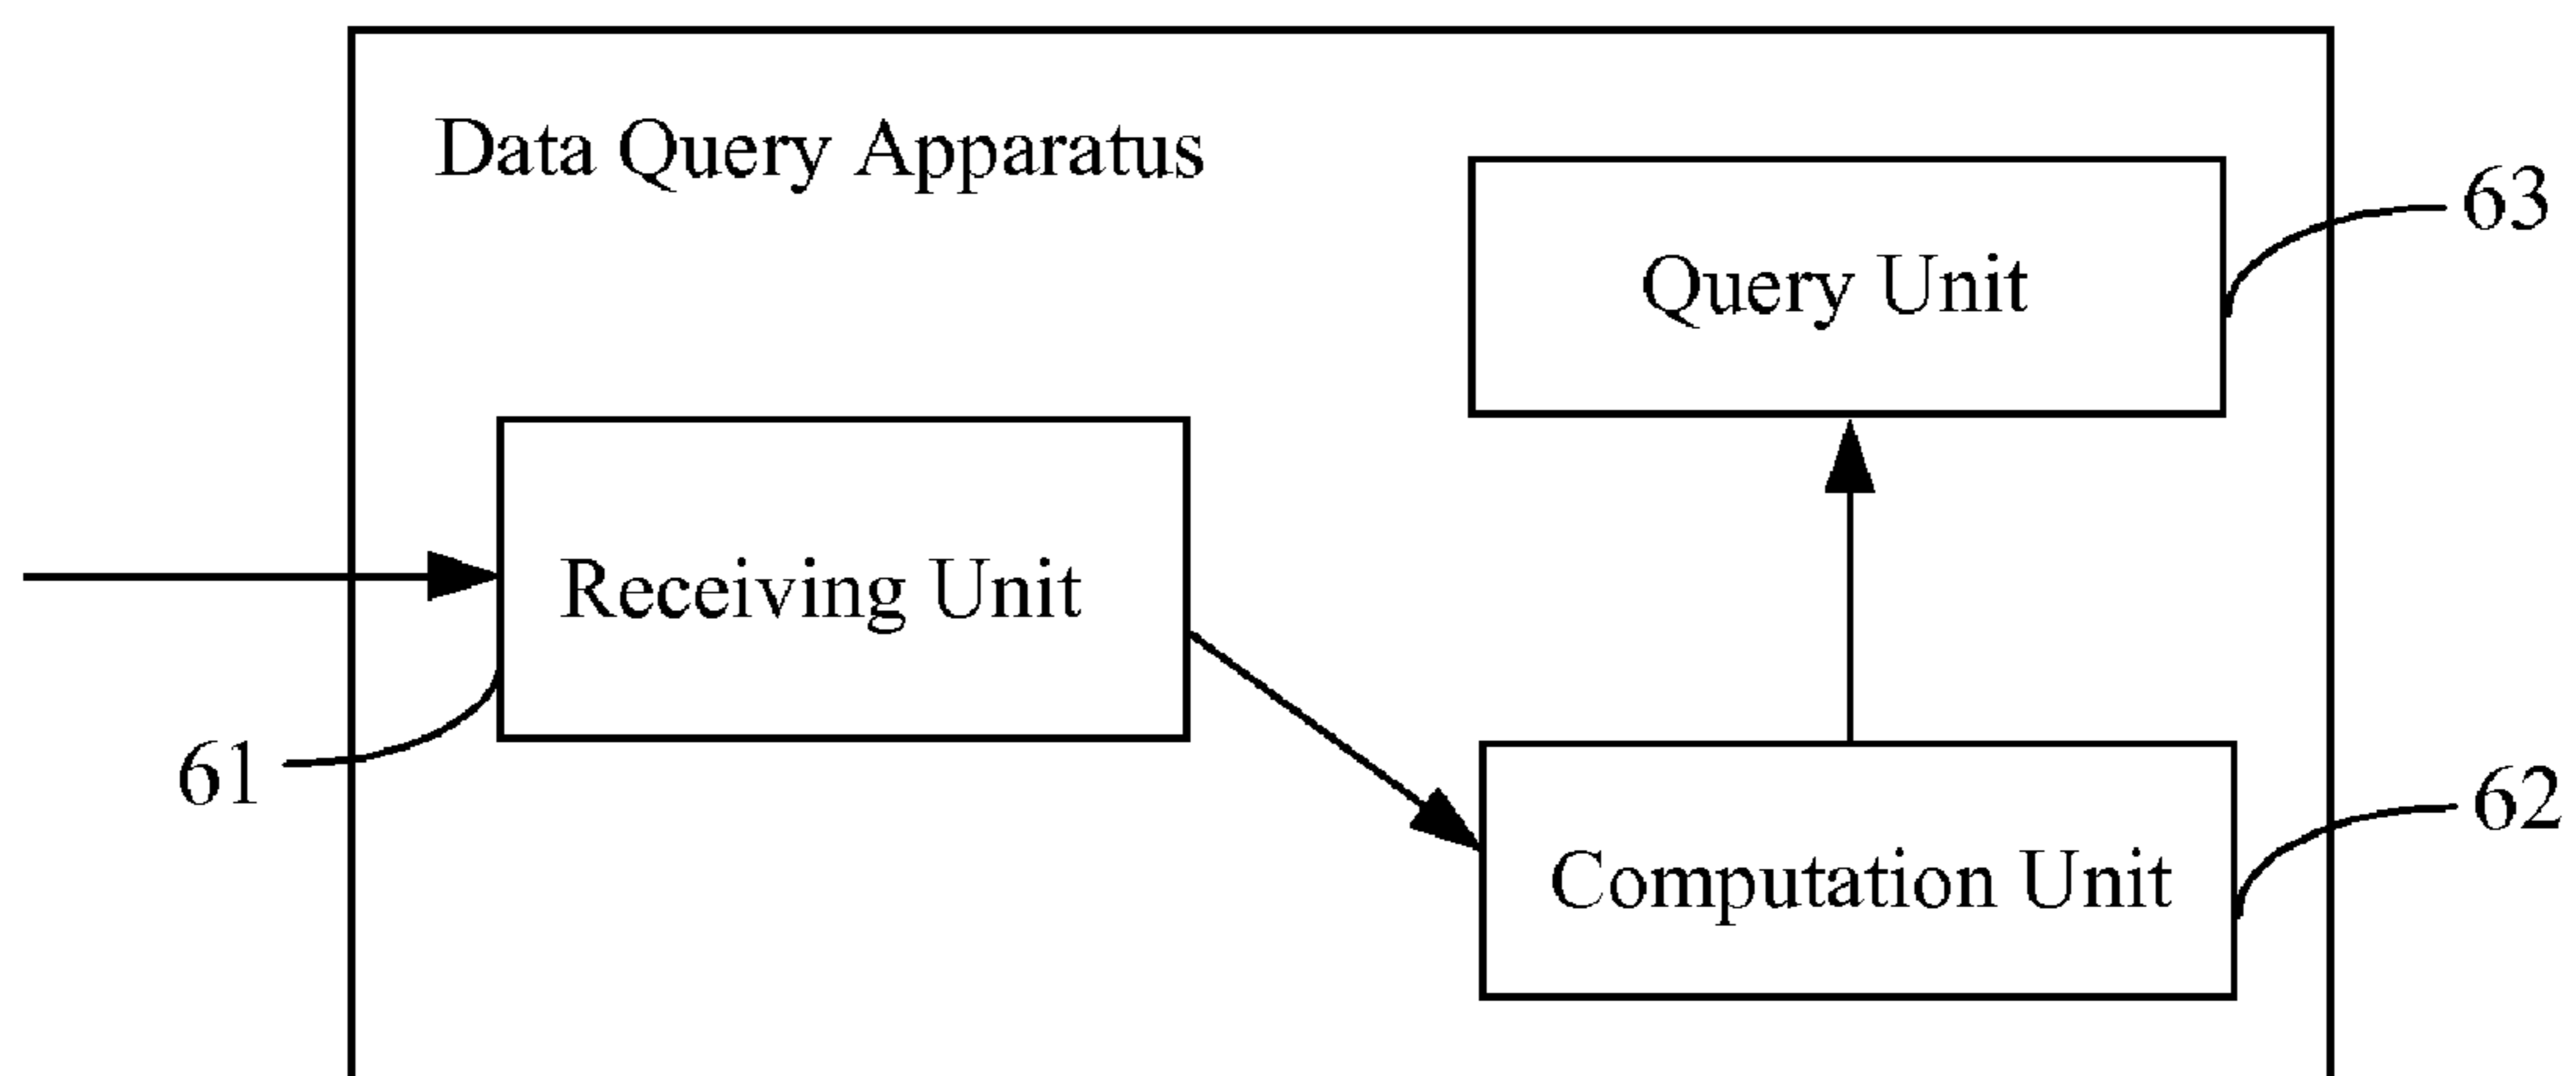 Data Query Apparatus
63
Query Unit
Receiving Unit
61
62
Computation Unit